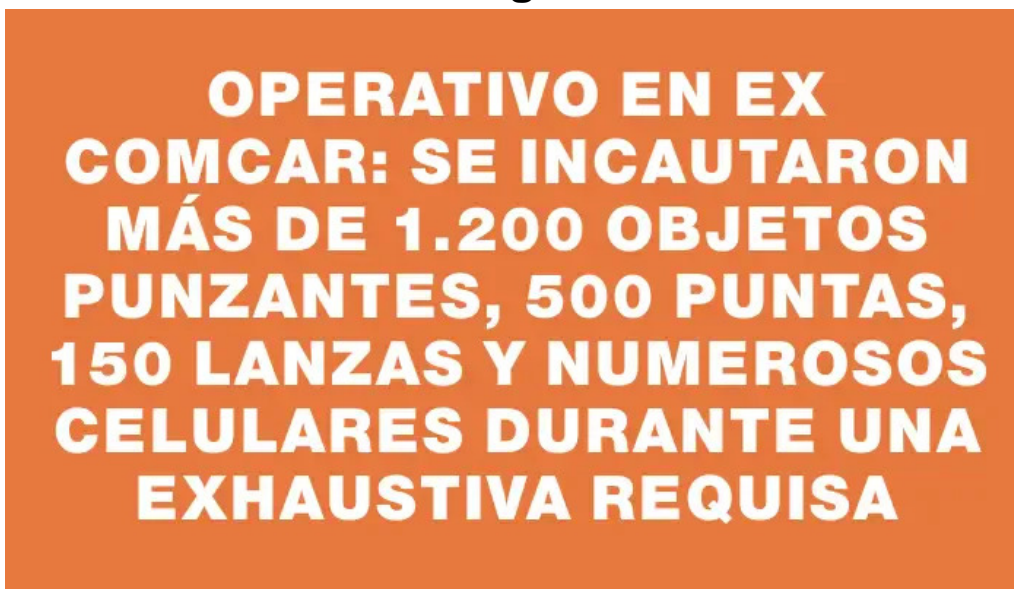 OPERATIVO EN EX
COMCAR: SE INCAUTARON
MÁS DE 1.200 OBJETOS
PUNZANTES, 500 PUNTAS,
150 LANZAS Y NUMEROSOS
CELULARES DURANTE UNA
EXHAUSTIVA REQUISA